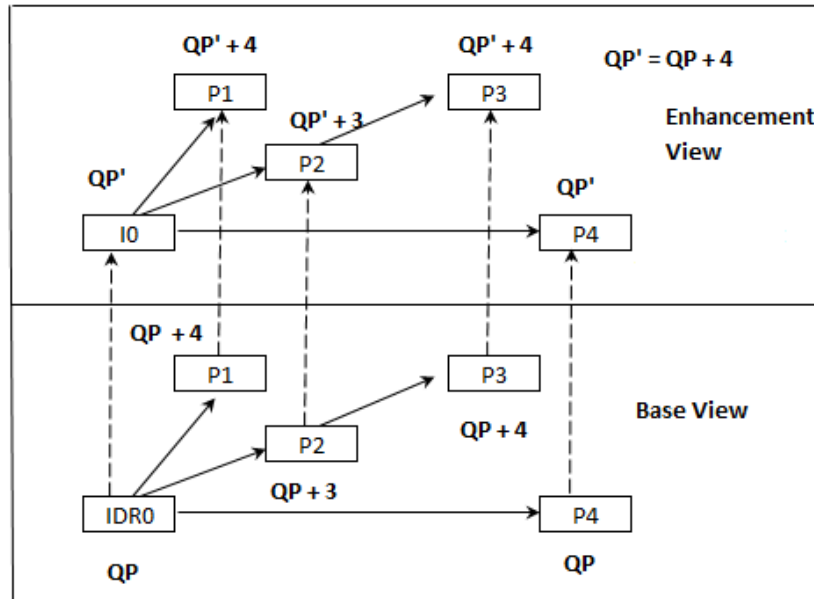 QP' + 4
QP' + 4
QP' = QP + 4
P1
P3
Enhancement
View
QP' + 3
P2
QP'
QP'
I0
P4
QP + 4
P1
P3
Base View
QP + 4
P2
QP + 3
IDR0
P4
QP
QP